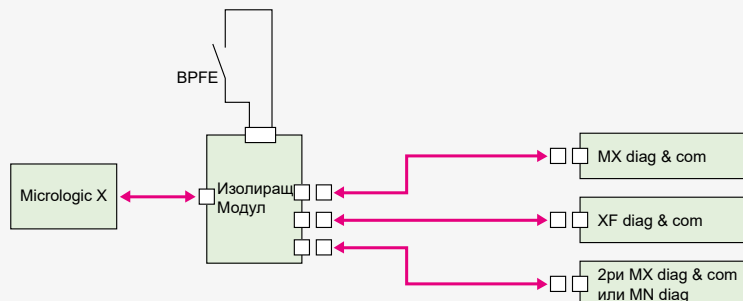 BPFE
Micrologic X
Изолиращ
Модул
MX diag & com
XF diag & com
2ри MX diag & com
или MN diag